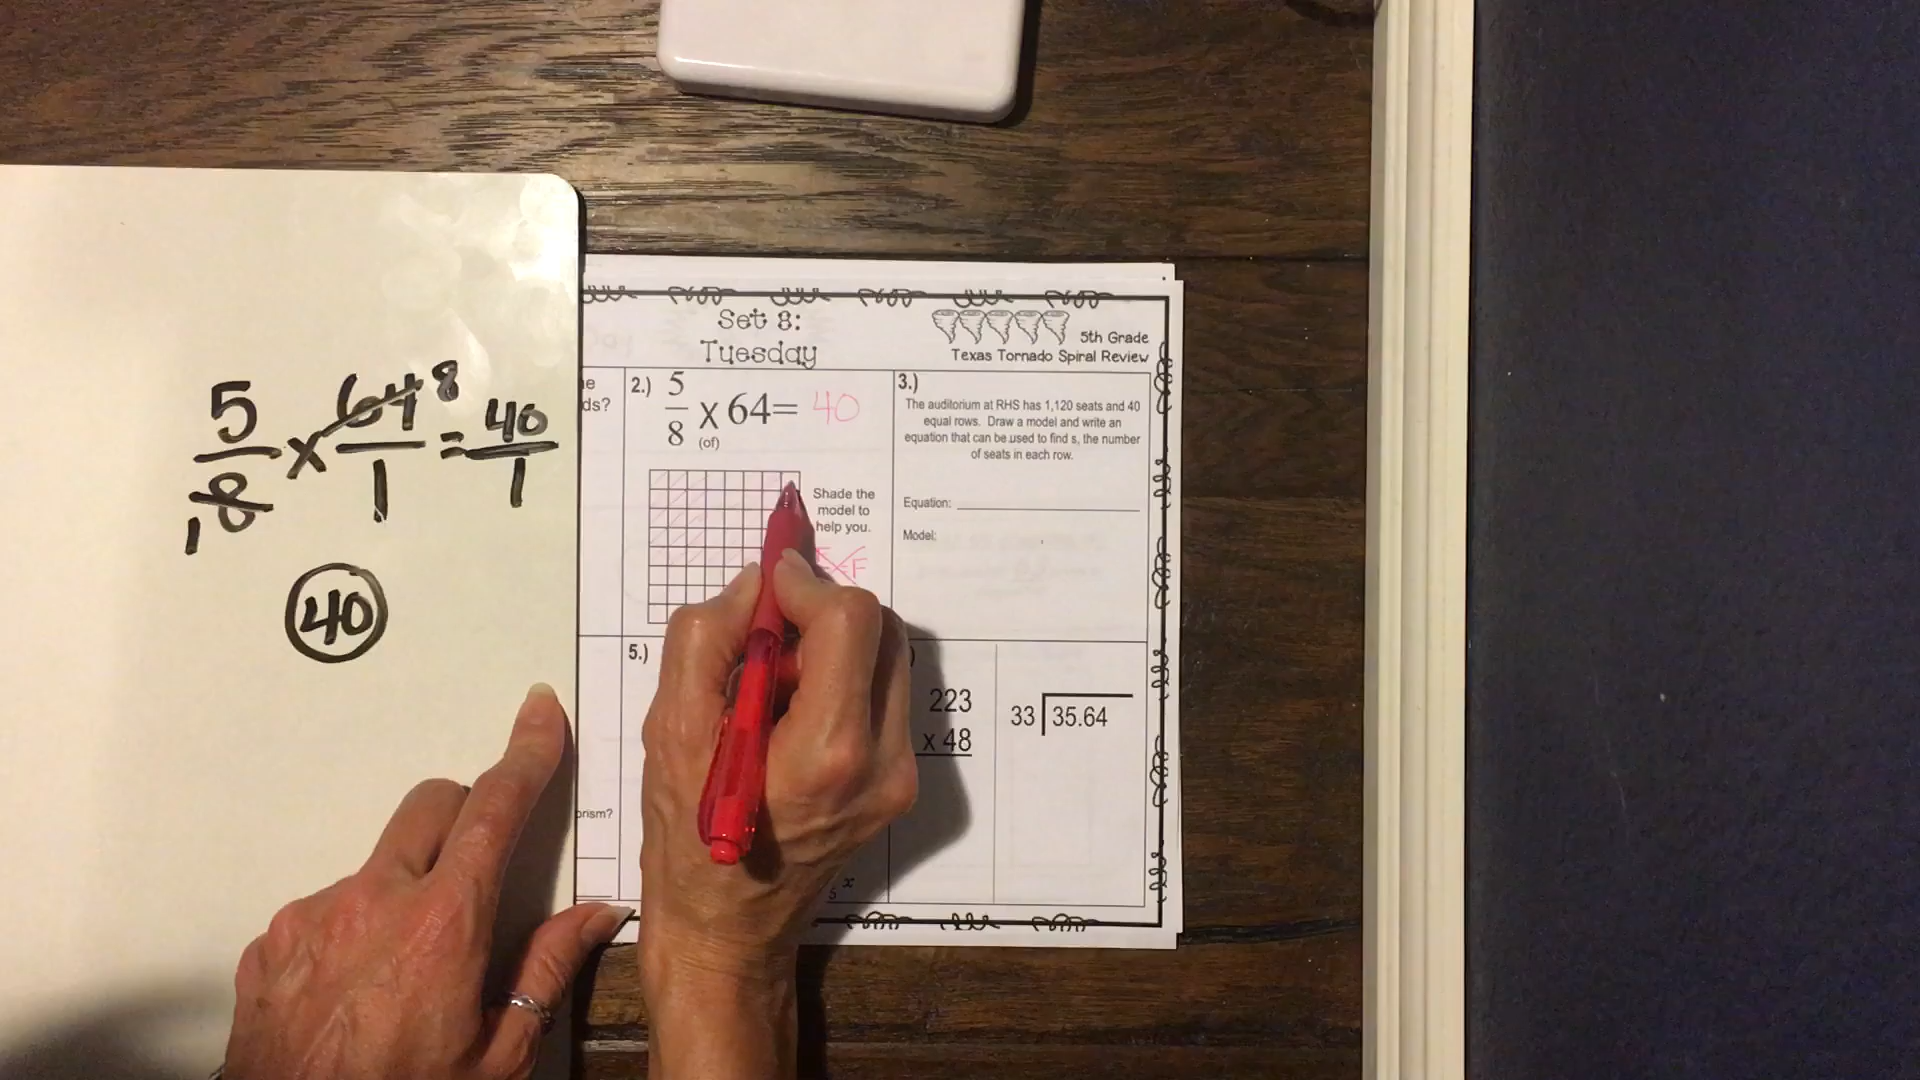 5/8 x 64/1 8 = 40/1
1
40
Set 8:
Tuesday
5th Grade
Texas Tornado Spiral Review
ds?
2.) 5/8 x 64= 40
(of)
Shade the
model to
help you.
F
=F
3.)
The auditorium at RHS has 1,120 seats and 40
equal rows. Draw a model and write an
equation that can be used to find s, the number
of seats in each row.
Equation:
Model:
prism?
5.)
5 x
223
x 48
33 35.64